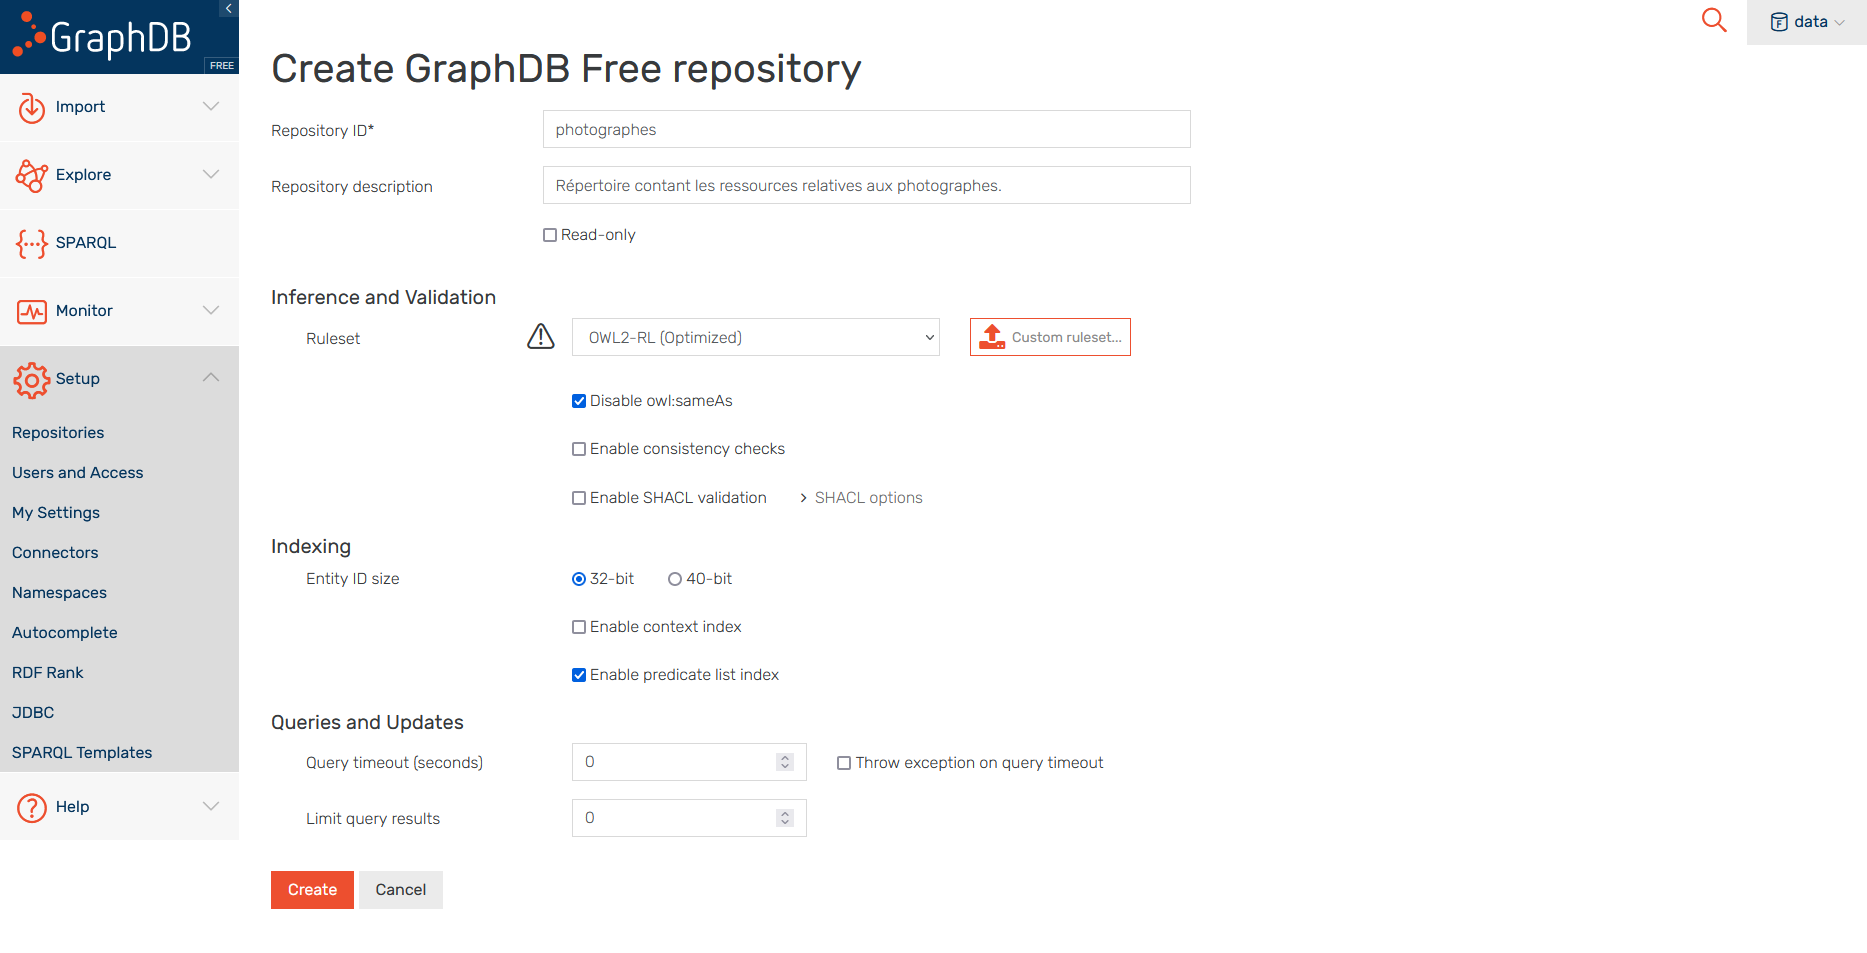 GraphDB
FREE
data
Import
Explore
SPARQL
Monitor
Setup
Repositories
Users and Access
My Settings
Connectors
Namespaces
Autocomplete
RDF Rank
JDBC
SPARQL Templates
Help
Create GraphDB Free repository
Repository ID*
photographes
Repository description
Répertoire contant les ressources relatives aux photographes.
Read-only
Inference and Validation
Ruleset
OWL2-RL (Optimized)
Custom ruleset...
Disable owl:sameAs
Enable consistency checks
Enable SHACL validation
SHACL options
Indexing
Entity ID size
32-bit
40-bit
Enable context index
Enable predicate list index
Queries and Updates
Query timeout (seconds)
0
Throw exception on query timeout
Limit query results
0
Create
Cancel